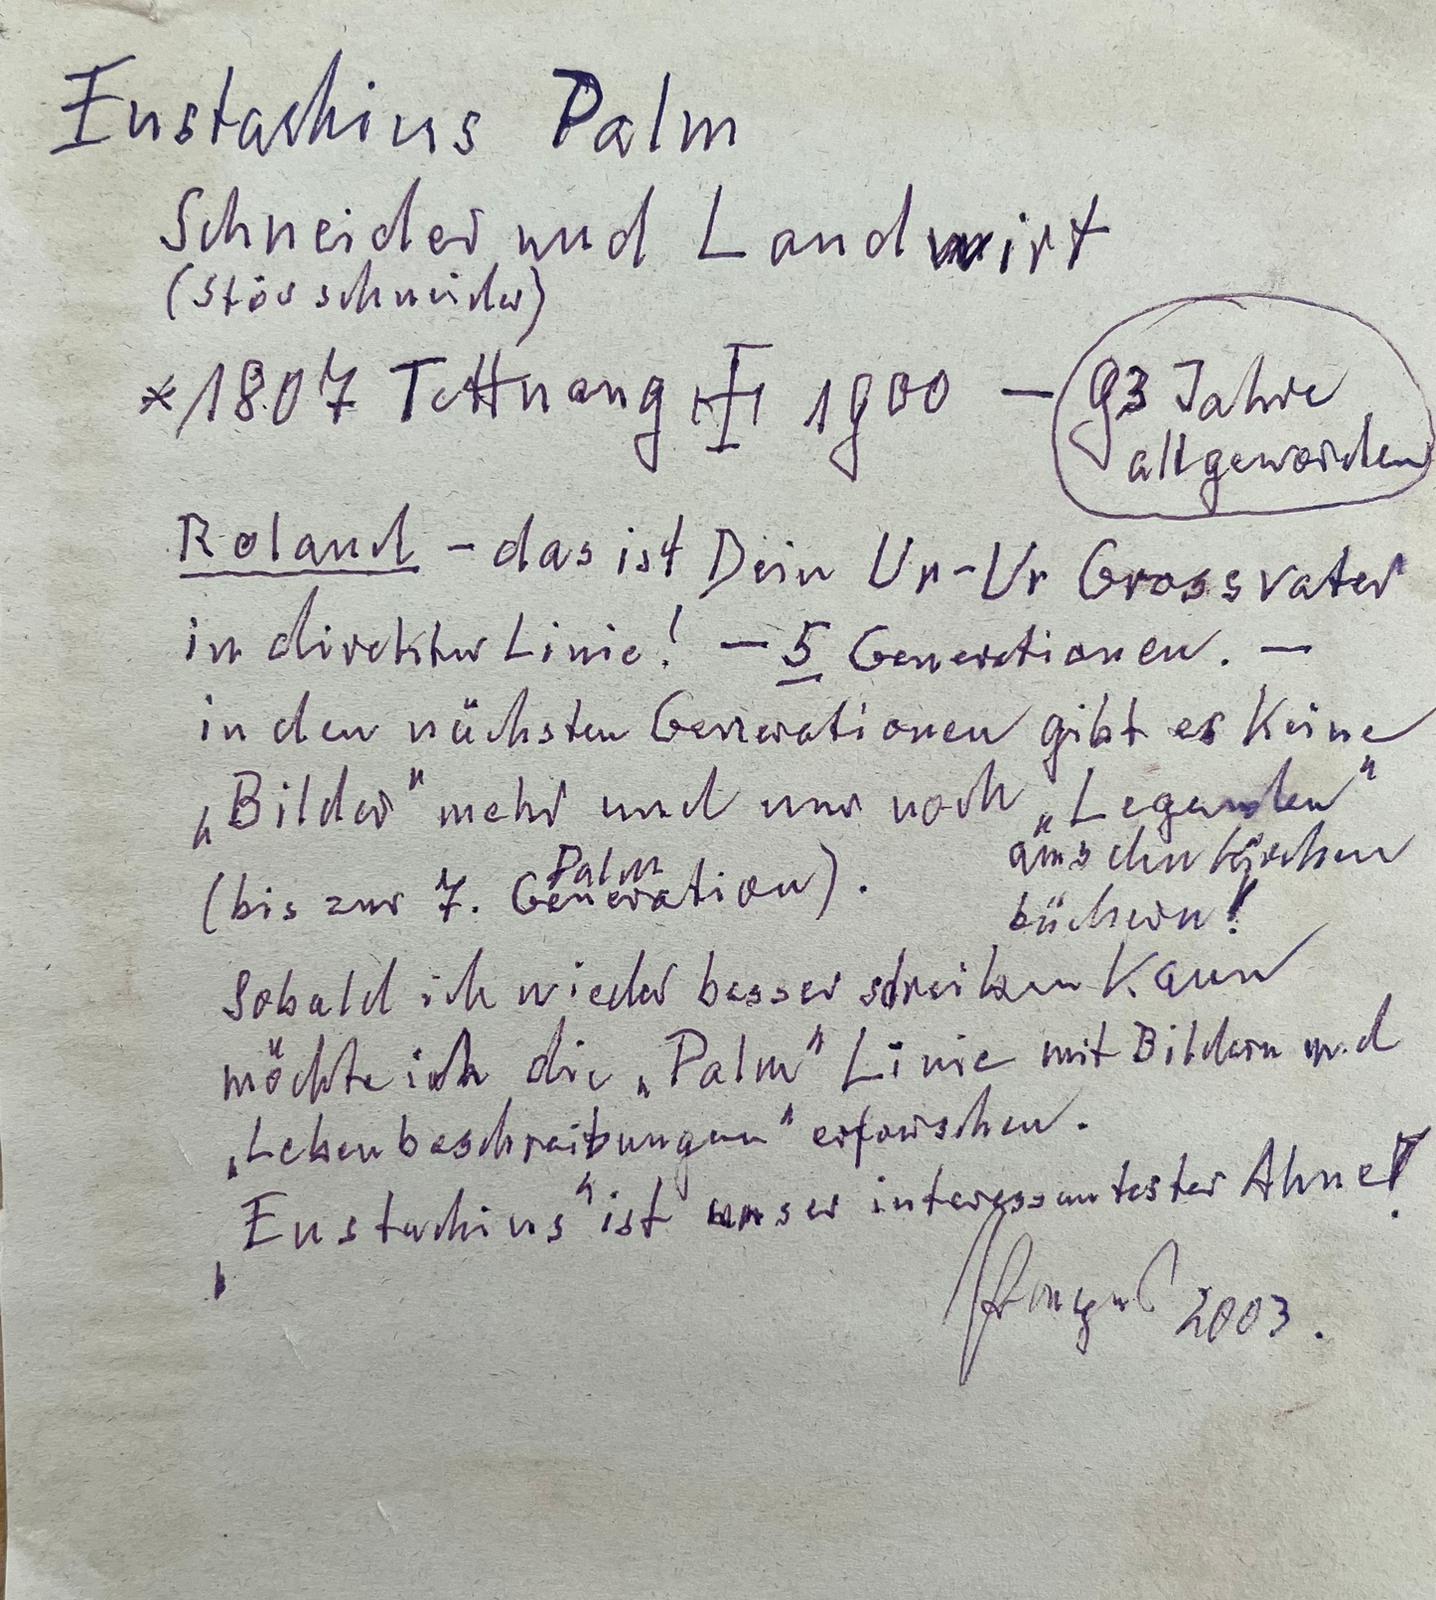 Eustachius Palm
Schneider und Landwirt
(Störschneider)
*1807 Tettnang ✠ 1900 — 93 Jahre
alt geworden
Roland - das ist Dein Ur-Ur Grossvater
in direkter Linie! — 5 Generationen. —
in den nächsten Generationen gibt es keine
„Bilder" mehr und nur noch „Legenden"
aus den Kirchen
büchern!
(bis zur 7. Palm Generation).
Sobald ich wieder besser schreiben kann
möchte ich die „Palm" Linie mit Bildern und
„Lebenbeschreibungen" erforschen.
„Eustachius" ist unser interessantester Ahne!
2003.